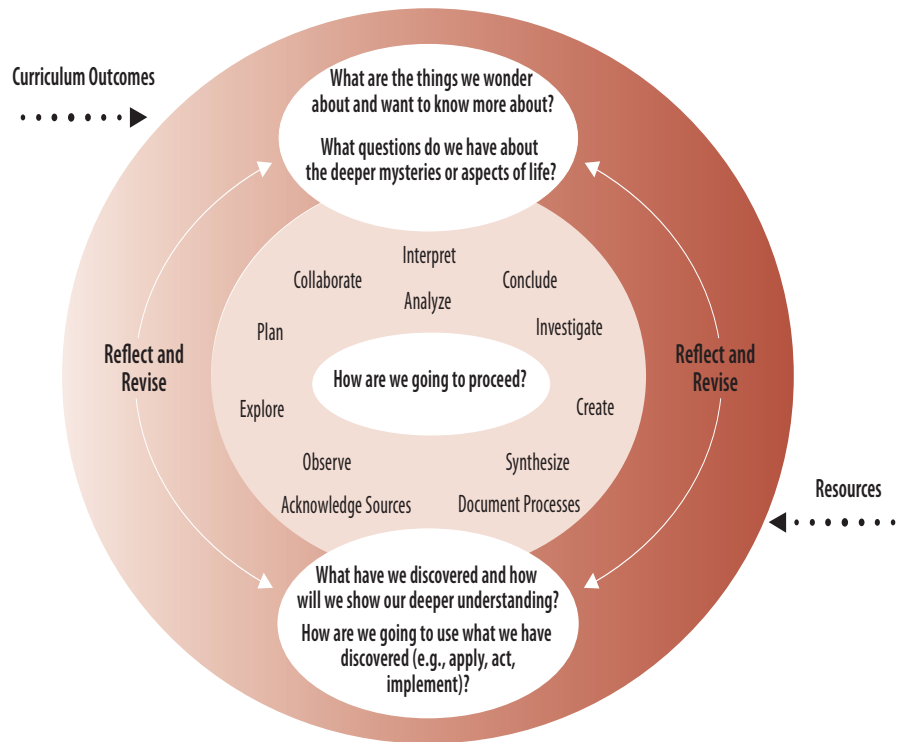 Curriculum Outcomes
What are the things we wonder
about and want to know more about?
What questions do we have about
the deeper mysteries or aspects of life?
Interpret
Collaborate
Conclude
Analyze
Plan
Investigate
Reflect and
Revise
How are we going to proceed?
Reflect and
Revise
Explore
Create
Observe
Synthesize
Acknowledge Sources
Document Processes
Resources
What have we discovered and how
will we show our deeper understanding?
How are we going to use what we have
discovered (e.g., apply, act,
implement)?